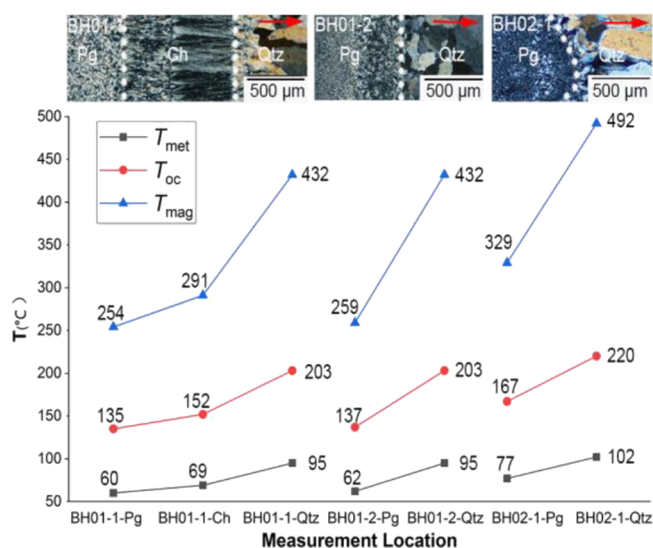 BH01-
Pg
Ch
Qtz
500 μm
BH01-2
Pg
Qtz
500 μm
BH02-1
Pg
Qtz
500 μm
500
450
400
350
300
250
200
150
100
50
T(°C)
Tmet
Toc
Tmag
254
291
432
259
432
329
492
135
152
203
137
203
167
220
60
69
95
62
95
77
102
BH01-1-Pg BH01-1-Ch BH01-1-Qtz BH01-2-Pg BH01-2-Qtz BH02-1-Pg BH02-1-Qtz
Measurement Location